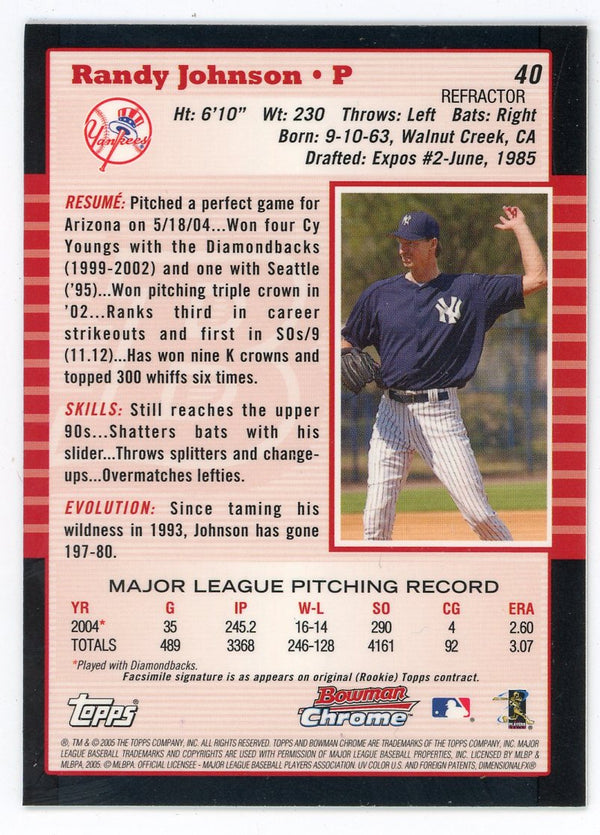 Randy Johnson • P
40
REFRACTOR
Yankees
Ht: 6'10" Wt: 230 Throws: Left Bats: Right
Born: 9-10-63, Walnut Creek, CA
Drafted: Expos #2-June, 1985
RESUMÉ: Pitched a perfect game for
Arizona on 5/18/04...Won four Cy
Youngs with the Diamondbacks
(1999-2002) and one with Seattle
('95)...Won pitching triple crown in
'02...Ranks third in career
strikeouts and first in SOs/9
(11.12)...Has won nine K crowns and
topped 300 whiffs six times.
SKILLS: Still reaches the upper
90s...Shatters bats with his
slider...Throws splitters and change-
ups...Overmatches lefties.
EVOLUTION: Since taming his
wildness in 1993, Johnson has gone
197-80.
NY
MAJOR LEAGUE PITCHING RECORD
YR G IP W-L SO CG ERA
2004* 35 245.2 16-14 290 4 2.60
TOTALS 489 3368 246-128 4161 92 3.07
*Played with Diamondbacks.
Facsimile signature is as appears on original (Rookie) Topps contract.
Topps
Bowman
Chrome
®, TM & © 2005 THE TOPPS COMPANY, INC. ALL RIGHTS RESERVED. TOPPS AND BOWMAN CHROME ARE TRADEMARKS OF THE TOPPS COMPANY, INC. MAJOR
LEAGUE BASEBALL TRADEMARKS AND COPYRIGHTS ARE USED WITH PERMISSION OF MAJOR LEAGUE BASEBALL PROPERTIES, INC. LICENSED BY MLBP &
MLBPA, 2005. © MLBPA. OFFICIAL LICENSEE - MAJOR LEAGUE BASEBALL PLAYERS ASSOCIATION. UV COLOR U.S. AND FOREIGN PATENTS, DIMENSIONALFX®